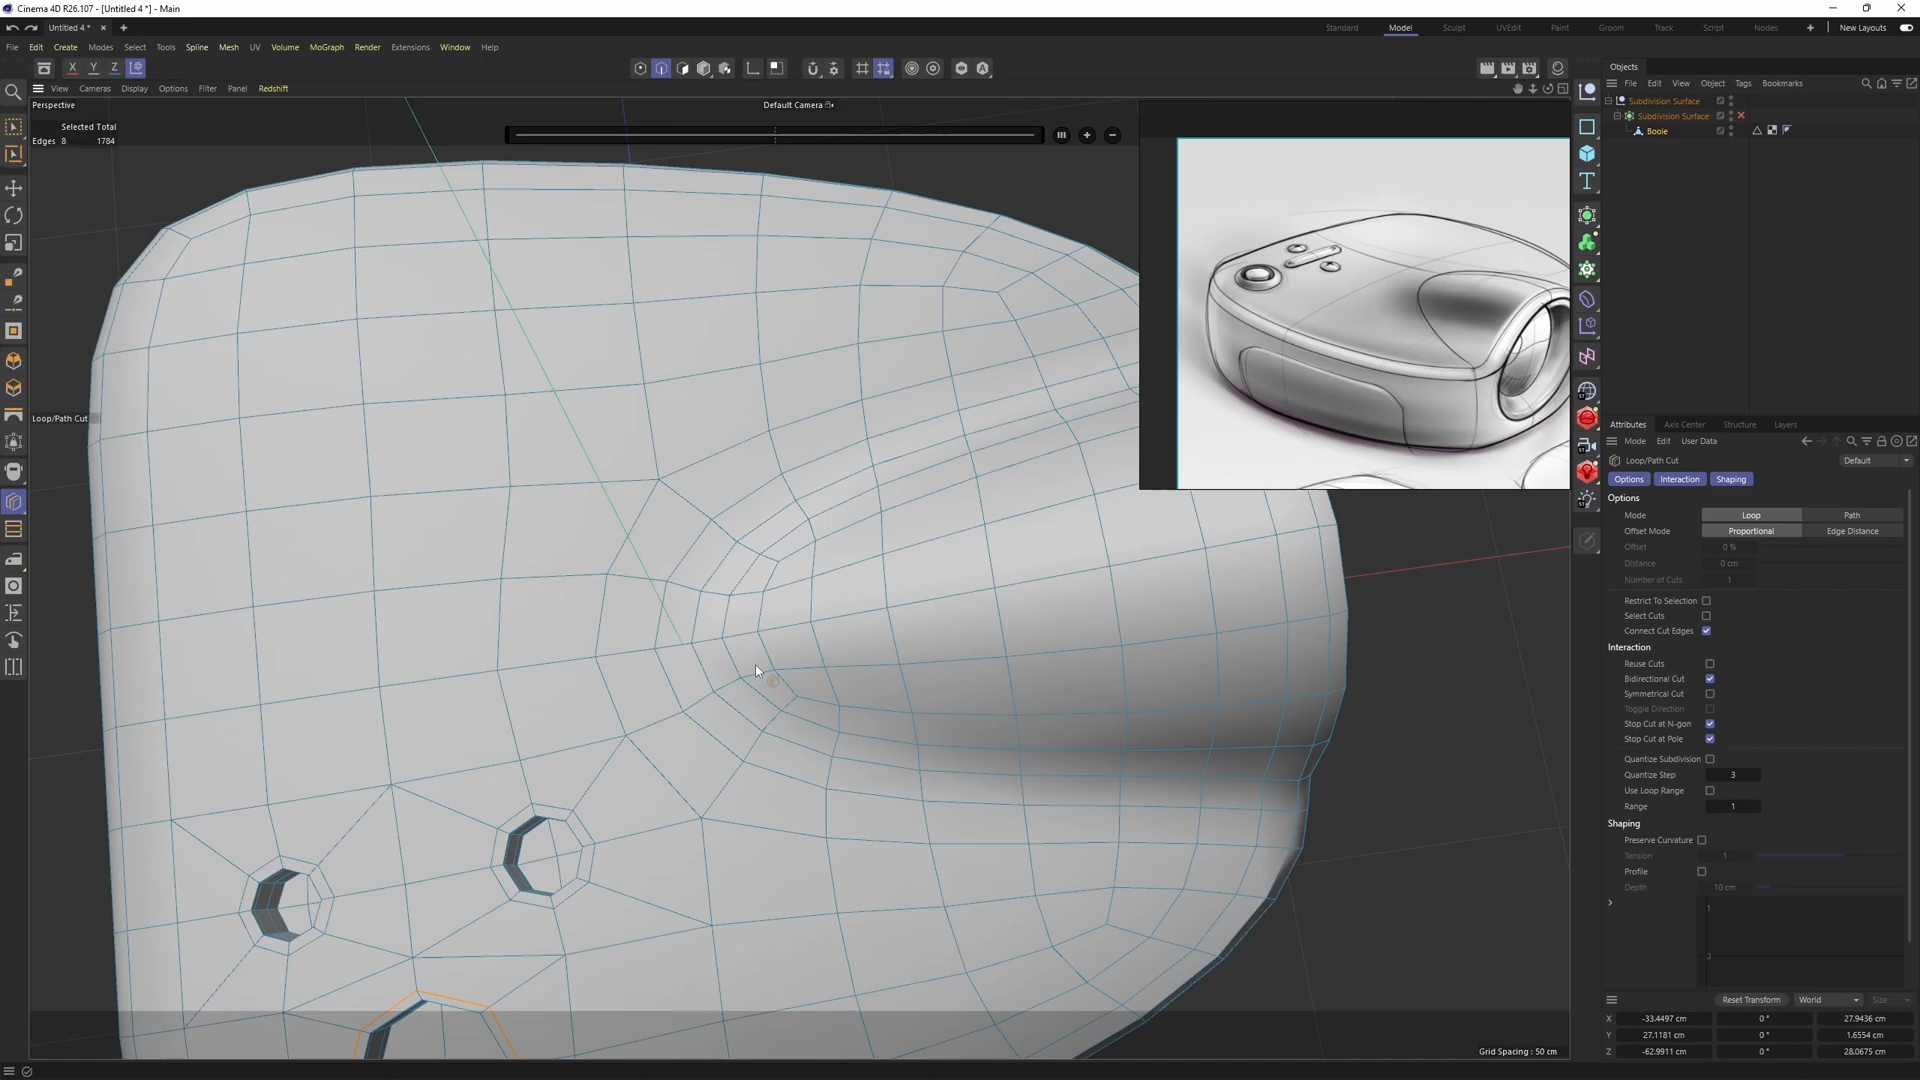 Cinema 4D R26.107 - [Untitled 4 *] - Main
Untitled 4 *
Standard Model Sculpt UVEdit Paint Groom Track Script Nodes New Layouts
File Edit Create Modes Select Tools Spline Mesh UV Volume MoGraph Render Extensions Window Help
X Y Z
View Cameras Display Options Filter Panel Redshift
Perspective
Default Camera
Selected Total
Edges 8 1784
Loop/Path Cut
Grid Spacing : 50 cm
Objects
File Edit View Object Tags Bookmarks
Subdivision Surface
Subdivision Surface
Boole
Attributes Axis Center Structure Layers
Mode Edit User Data
Loop/Path Cut
Default
Options Interaction Shaping
Options
Mode Loop Path
Offset Mode Proportional Edge Distance
Offset 0 %
Distance 0 cm
Number of Cuts 1
Restrict To Selection
Select Cuts
Connect Cut Edges
Interaction
Reuse Cuts
Bidirectional Cut
Symmetrical Cut
Toggle Direction
Stop Cut at N-gon
Stop Cut at Pole
Quantize Subdivision
Quantize Step 3
Use Loop Range
Range 1
Shaping
Preserve Curvature
Tension 1
Profile
Depth 10 cm
1
0
Reset Transform World Site
X -33.4497 cm 0 ° 27.9436 cm
Y 27.1181 cm 0 ° 1.6554 cm
Z -62.9911 cm 0 ° 28.0675 cm